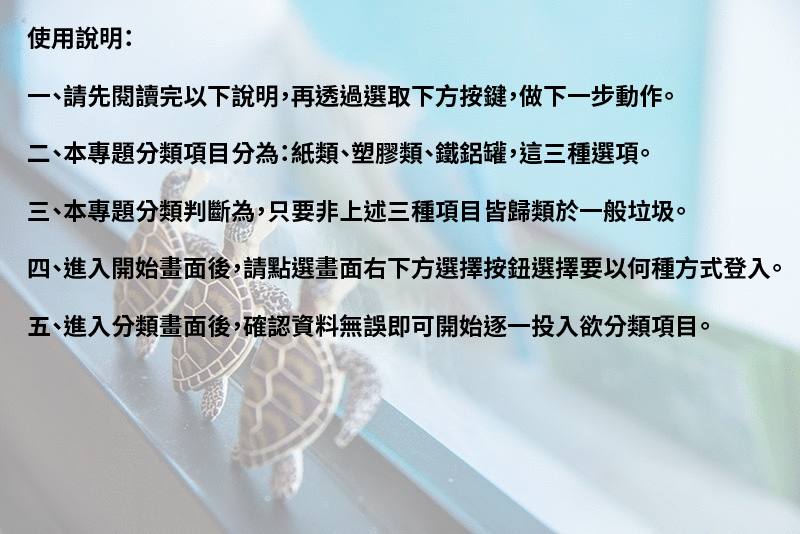 使用說明：
一、請先閱讀完以下說明，再透過選取下方按鍵，做下一步動作。
二、本專題分類項目分為：紙類、塑膠類、鐵鋁罐，這三種選項。
三、本專題分類判斷為，只要非上述三種項目皆歸類於一般垃圾。
四、進入開始畫面後，請點選畫面右下方選擇按鈕選擇要以何種方式登入。
五、進入分類畫面後，確認資料無誤即可開始逐一投入欲分類項目。